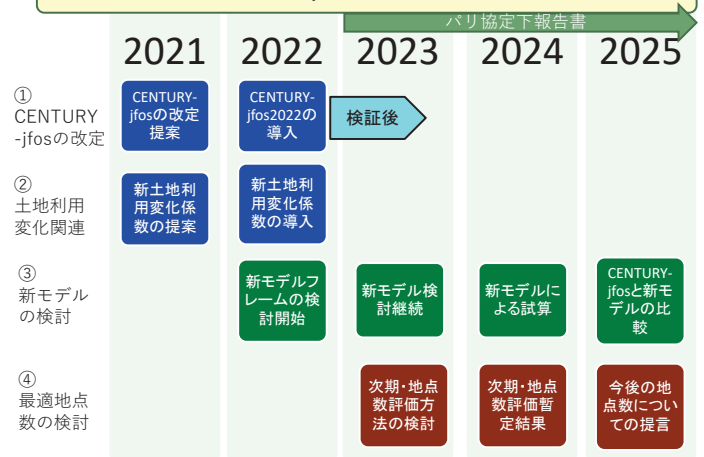 パリ協定下報告書
2021
2022
2023
2024
2025
①
CENTURY
-jfosの改定
CENTURY-
jfosの改定
提案
CENTURY-
jfos2022の
導入
検証後
②
土地利用
変化関連
新土地利
用変化係
数の提案
新土地利
用変化係
数の導入
③
新モデル
の検討
新モデルフ
レームの検
討開始
新モデル検
討継続
新モデルに
よる試算
CENTURY-
jfosと新モ
デルの比
較
④
最適地点
数の検討
次期・地点
数評価方
法の検討
次期・地点
数評価暫
定結果
今後の地
点数につい
ての提言